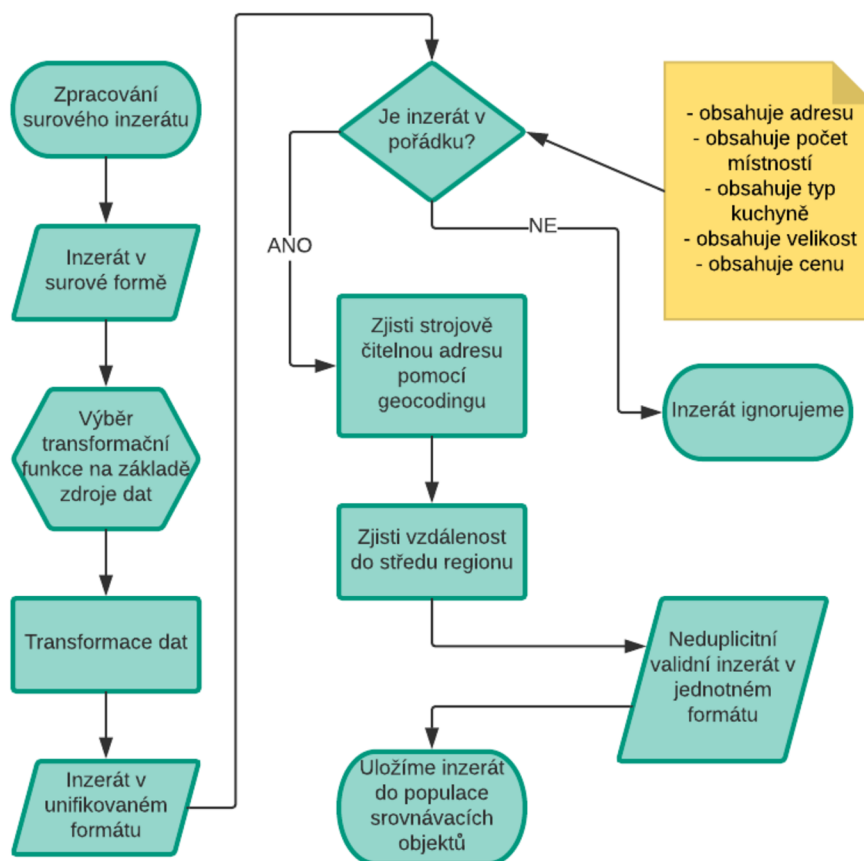 Zpracování
surového inzerátu
Inzerát v
surové formě
Výběr
transformační
funkce na základě
zdroje dat
Transformace dat
Inzerát v
unifikovaném
formátu
Je inzerát v
pořádku?
- obsahuje adresu
- obsahuje počet
místností
- obsahuje typ
kuchyně
- obsahuje velikost
- obsahuje cenu
ANO
NE
Zjisti strojově
čitelnou adresu
pomocí
geocodingu
Inzerát ignorujeme
Zjisti vzdálenost
do středu regionu
Neduplicitní
validní inzerát v
jednotném
formátu
Uložíme inzerát
do populace
srovnávacích
objektů